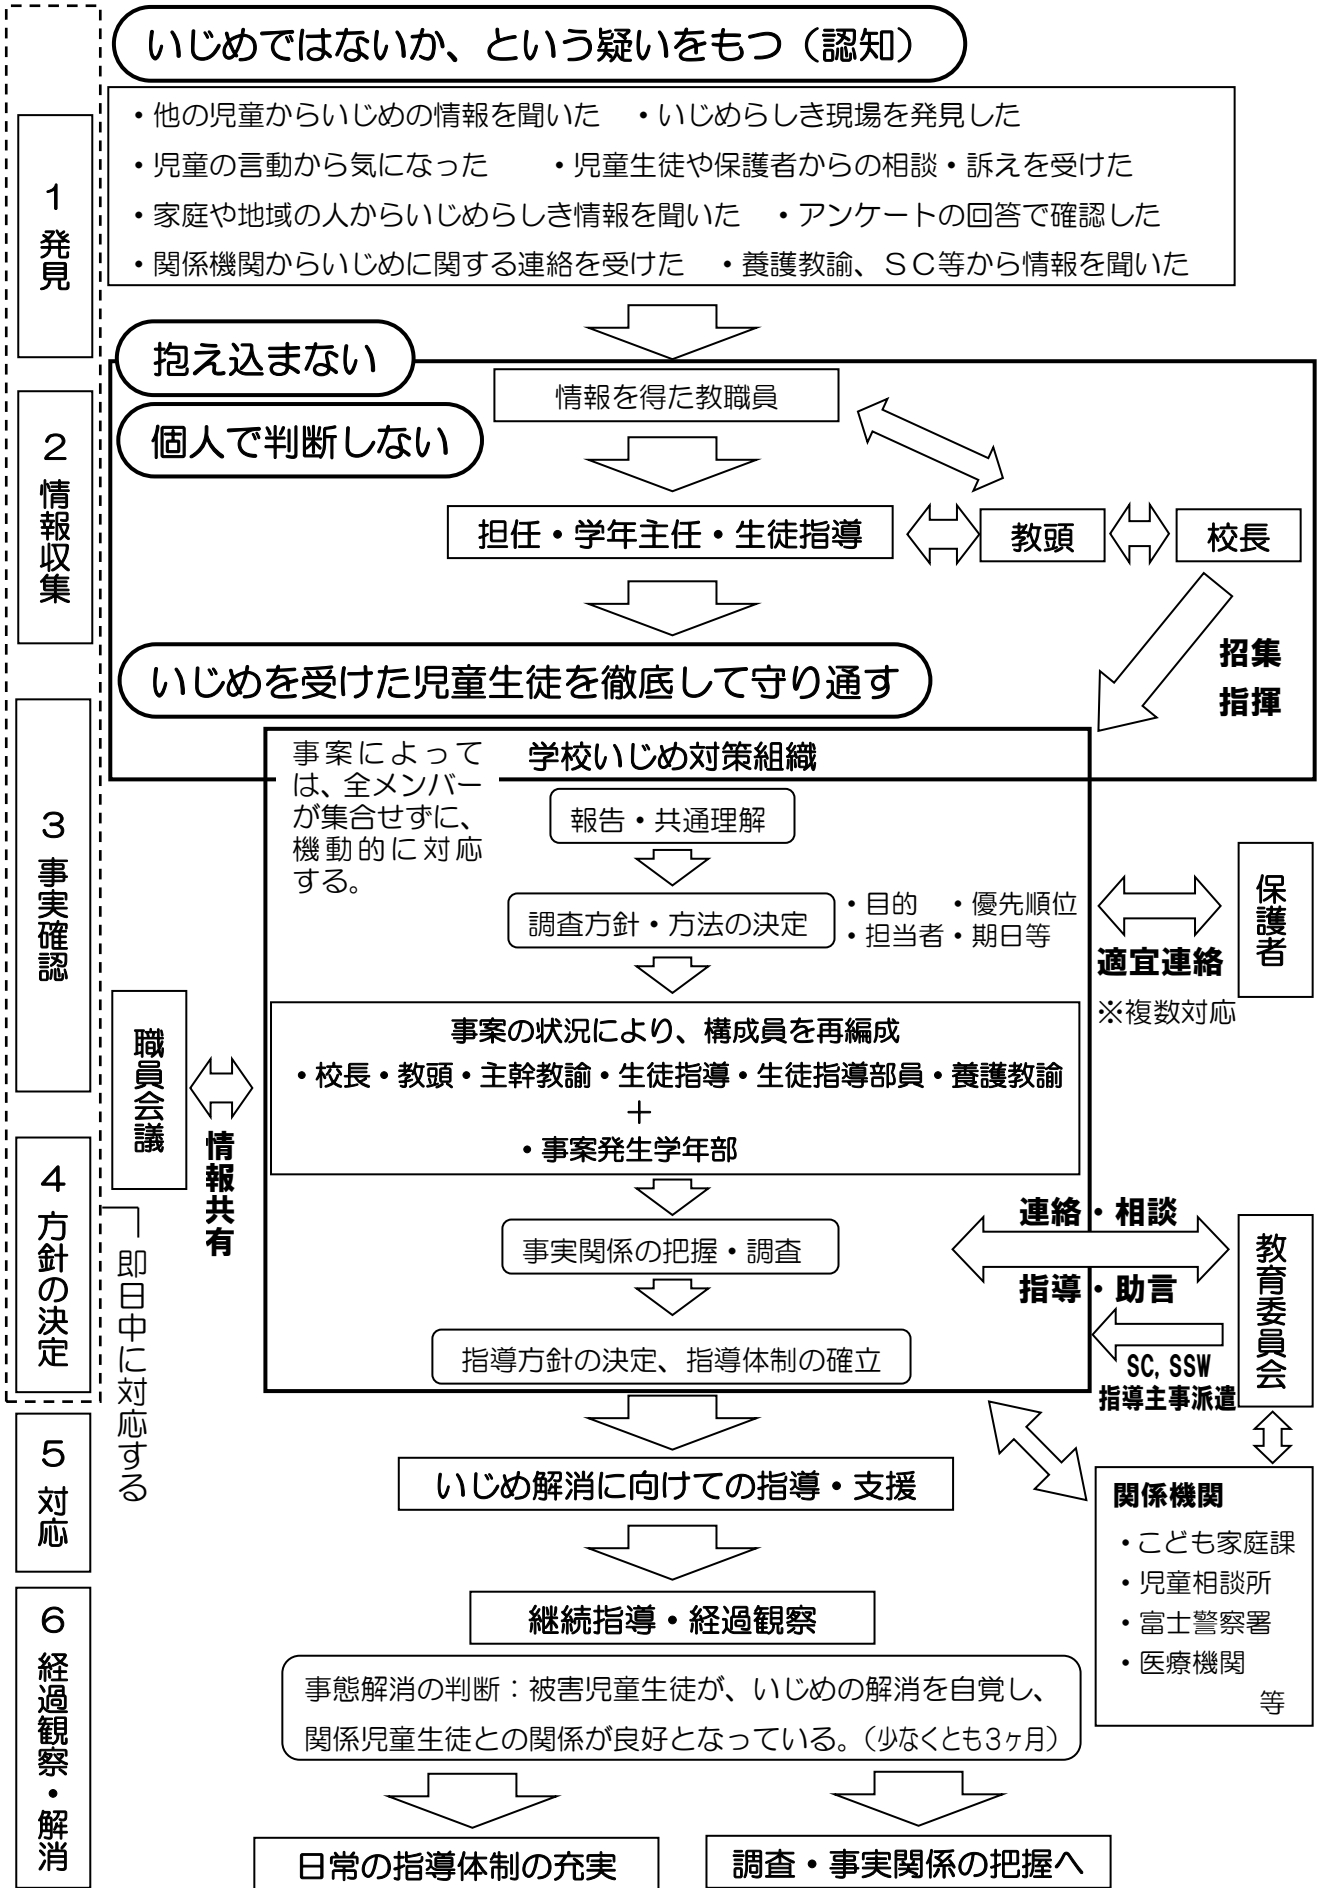 いじめではないか、という疑いをもつ（認知）
・他の児童からいじめの情報を聞いた　・いじめらしき現場を発見した
・児童の言動から気になった　　・児童生徒や保護者からの相談・訴えを受けた
・家庭や地域の人からいじめらしき情報を聞いた　・アンケートの回答で確認した
・関係機関からいじめに関する連絡を受けた　・養護教諭、ＳＣ等から情報を聞いた
１ 発見
抱え込まない
個人で判断しない
情報を得た教職員
２ 情報収集
担任・学年主任・生徒指導
教頭
校長
招集
指揮
いじめを受けた児童生徒を徹底して守り通す
３ 事実確認
事案によって
は、全メンバー
が集合せずに、
機動的に対応
する。
学校いじめ対策組織
報告・共通理解
調査方針・方法の決定
・目的　・優先順位
・担当者・期日等
保護者
適宜連絡
※複数対応
職員会議
情報共有
事案の状況により、構成員を再編成
・校長・教頭・主幹教諭・生徒指導・生徒指導部員・養護教諭
＋
・事案発生学年部
４ 方針の決定
即日中に対応する
事実関係の把握・調査
連絡・相談
指導・助言
教育委員会
SC, SSW
指導主事派遣
指導方針の決定、指導体制の確立
５ 対応
いじめ解消に向けての指導・支援
関係機関
・こども家庭課
・児童相談所
・富士警察署
・医療機関
等
６ 経過観察・解消
継続指導・経過観察
事態解消の判断：被害児童生徒が、いじめの解消を自覚し、
関係児童生徒との関係が良好となっている。（少なくとも３ヶ月）
日常の指導体制の充実
調査・事実関係の把握へ